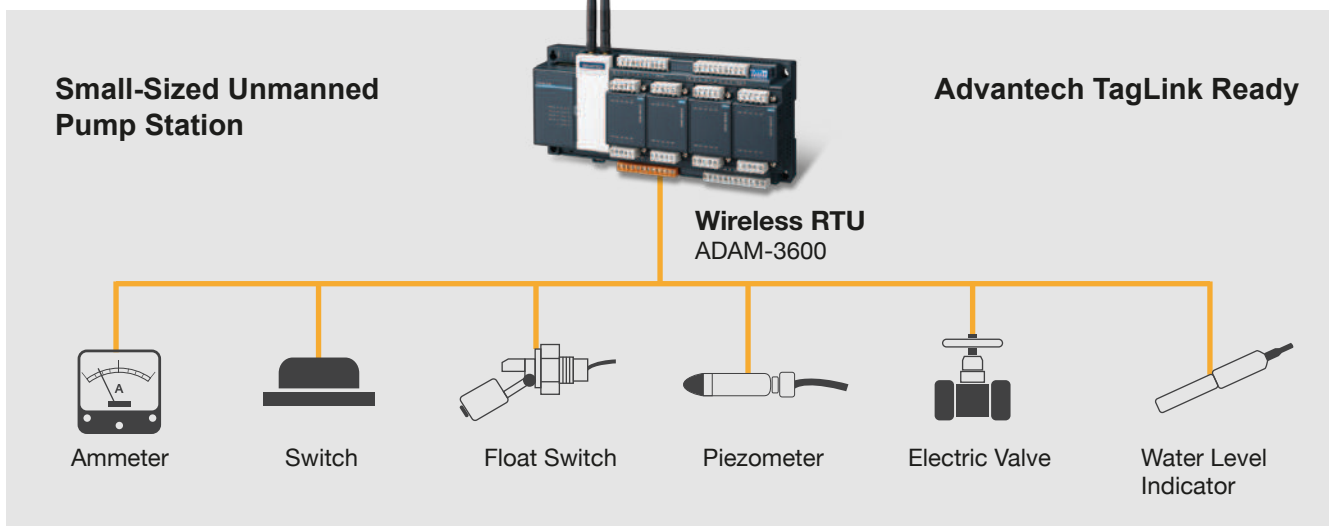 Small-Sized Unmanned
Pump Station
Advantech TagLink Ready
Wireless RTU
ADAM-3600
A
Ammeter
Switch
Float Switch
Piezometer
Electric Valve
Water Level
Indicator